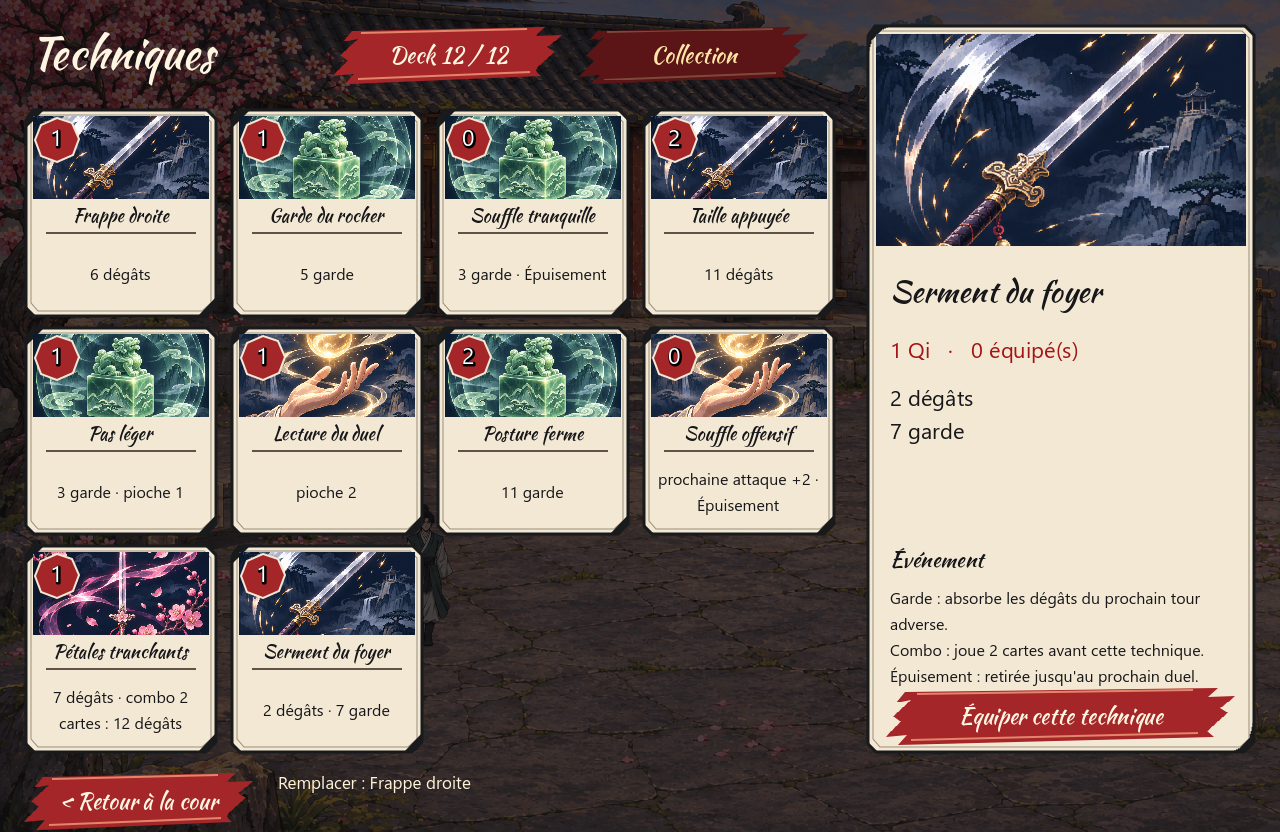 Techniques
Deck 12 / 12
Collection
1
Frappe droite
6 dégâts
1
Garde du rocher
5 garde
0
Souffle tranquille
3 garde · Épuisement
2
Taille appuyée
11 dégâts
1
Pas léger
3 garde · pioche 1
1
Lecture du duel
pioche 2
2
Posture ferme
11 garde
0
Souffle offensif
prochaine attaque +2 ·
Épuisement
1
Pétales tranchants
7 dégâts · combo 2
cartes : 12 dégâts
1
Serment du foyer
2 dégâts · 7 garde
Serment du foyer
1 Qi · 0 équipé(s)
2 dégâts
7 garde
Événement
Garde : absorbe les dégâts du prochain tour
adverse.
Combo : joue 2 cartes avant cette technique.
Épuisement : retirée jusqu'au prochain duel.
Équiper cette technique
< Retour à la cour
Remplacer : Frappe droite